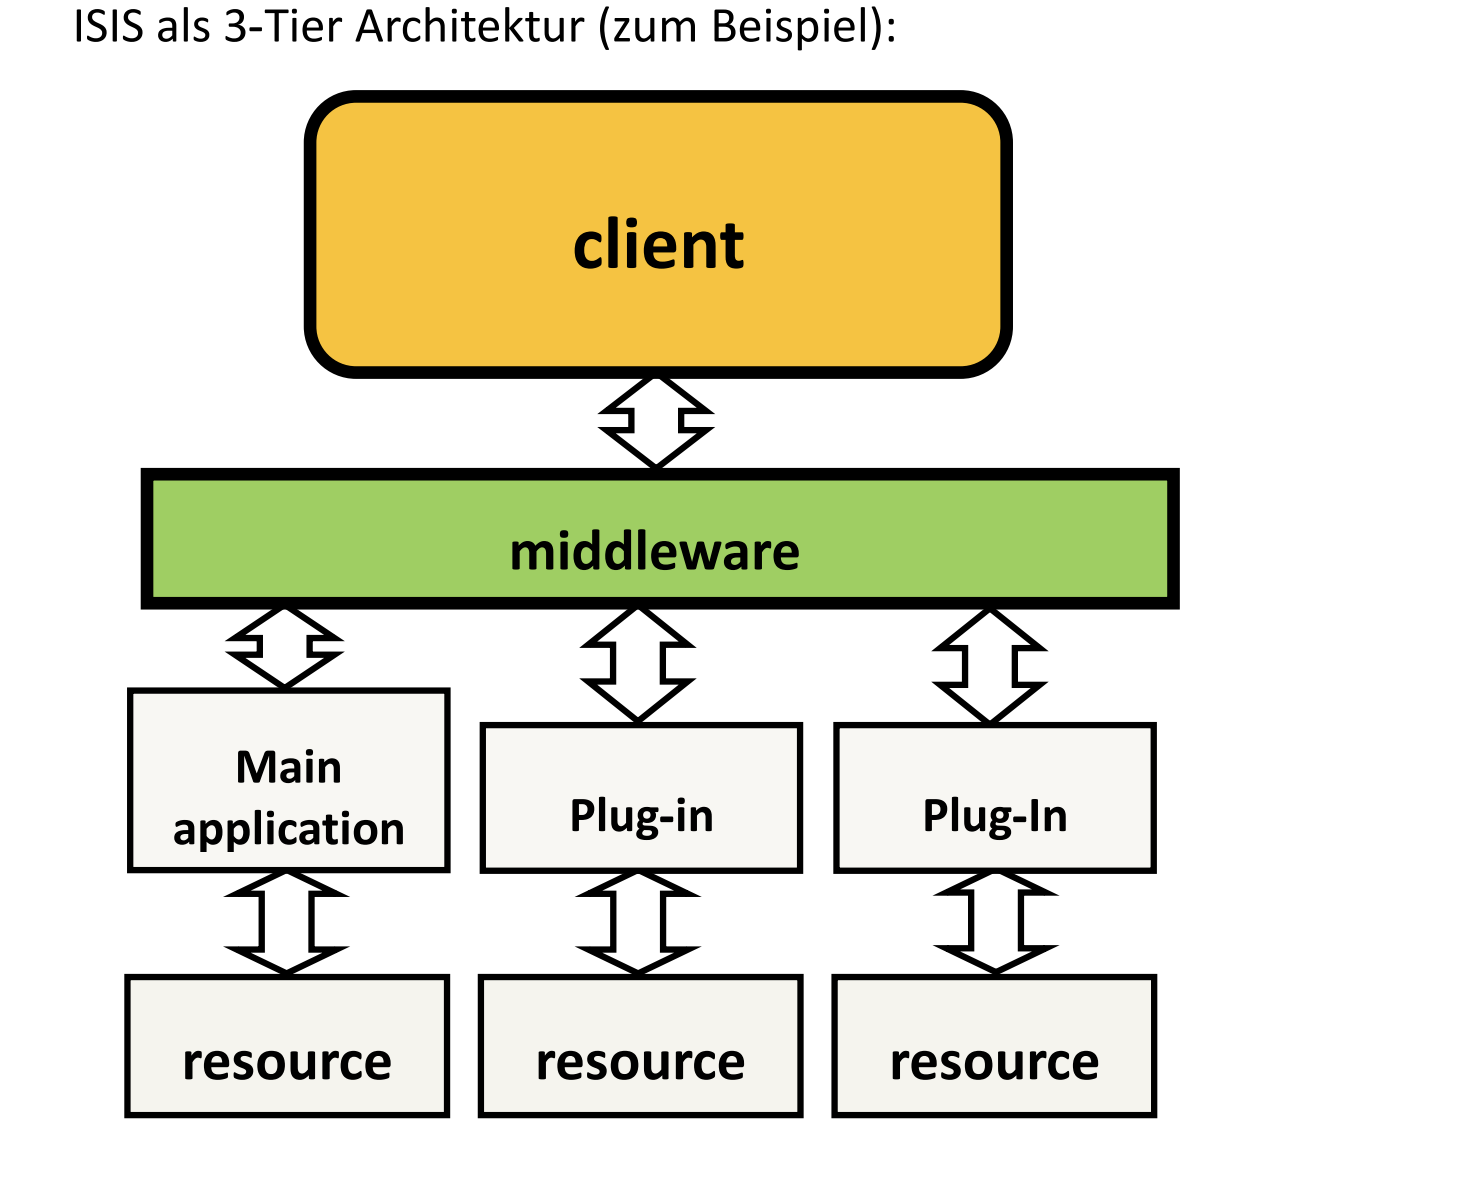 ISIS als 3-Tier Architektur (zum Beispiel):
client
middleware
Main
application
Plug-in
Plug-In
resource
resource
resource